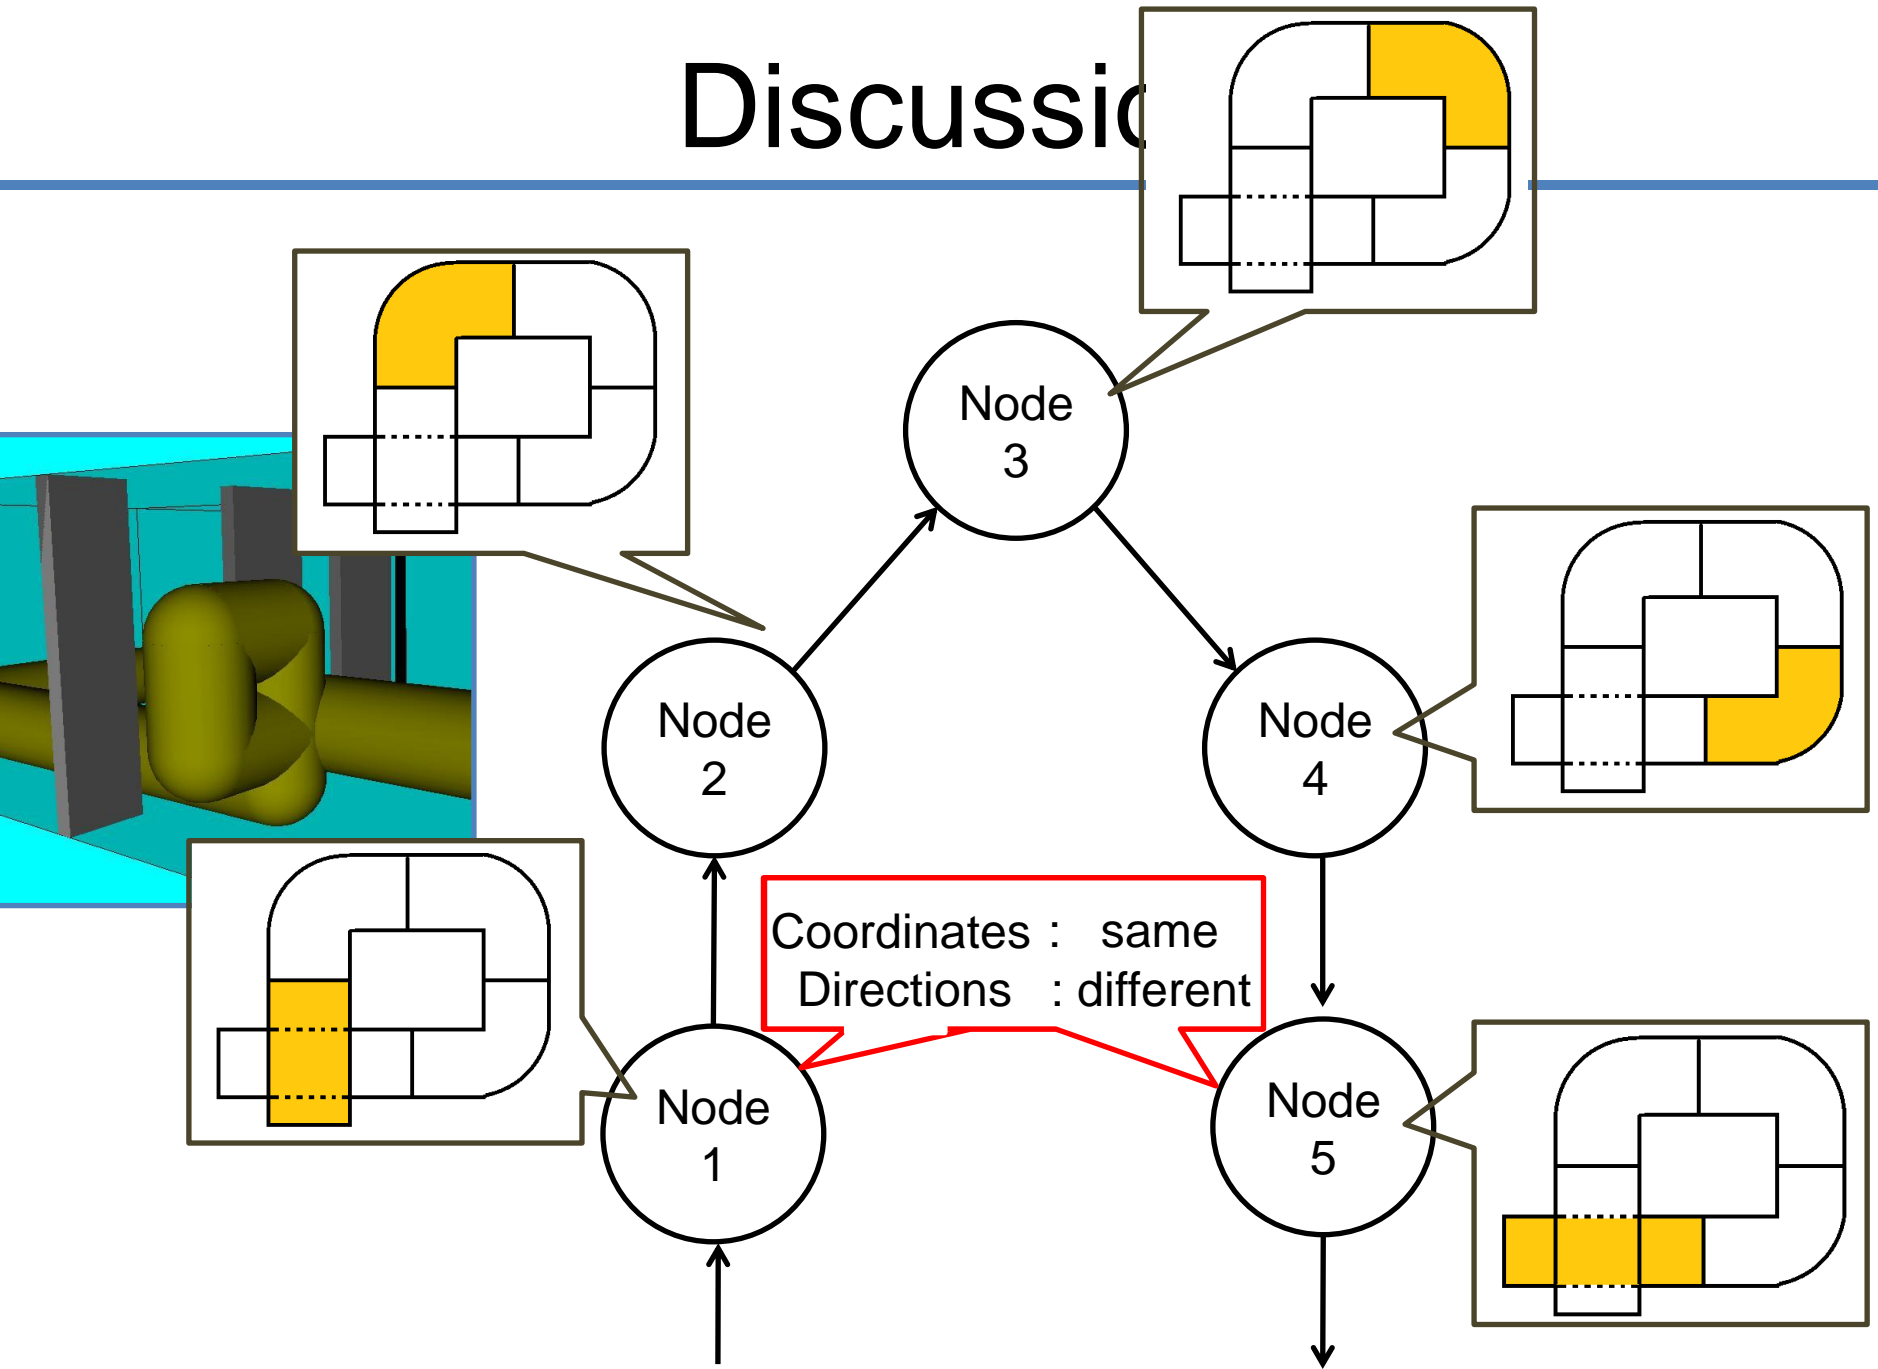 Discussio
Node
3
Node
2
Node
4
Coordinates : same
Directions : different
Node
1
Node
5